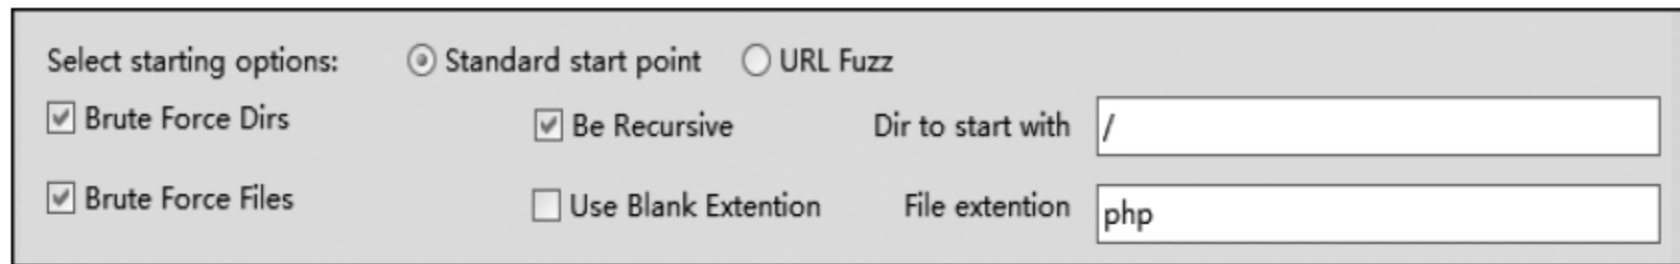 Select starting options: Standard start point URL Fuzz
Brute Force Dirs Be Recursive Dir to start with /
Brute Force Files Use Blank Extention File extention php